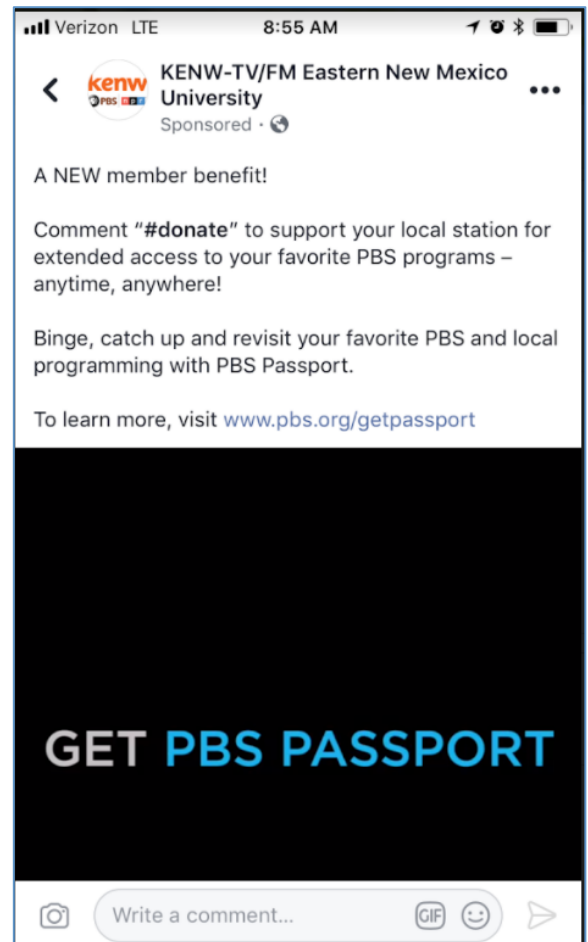 Verizon LTE 8:55 AM
kenw
PBS npr
KENW-TV/FM Eastern New Mexico
University
Sponsored ·
A NEW member benefit!
Comment “#donate” to support your local station for
extended access to your favorite PBS programs –
anytime, anywhere!
Binge, catch up and revisit your favorite PBS and local
programming with PBS Passport.
To learn more, visit www.pbs.org/getpassport
GET PBS PASSPORT
Write a comment...
GIF